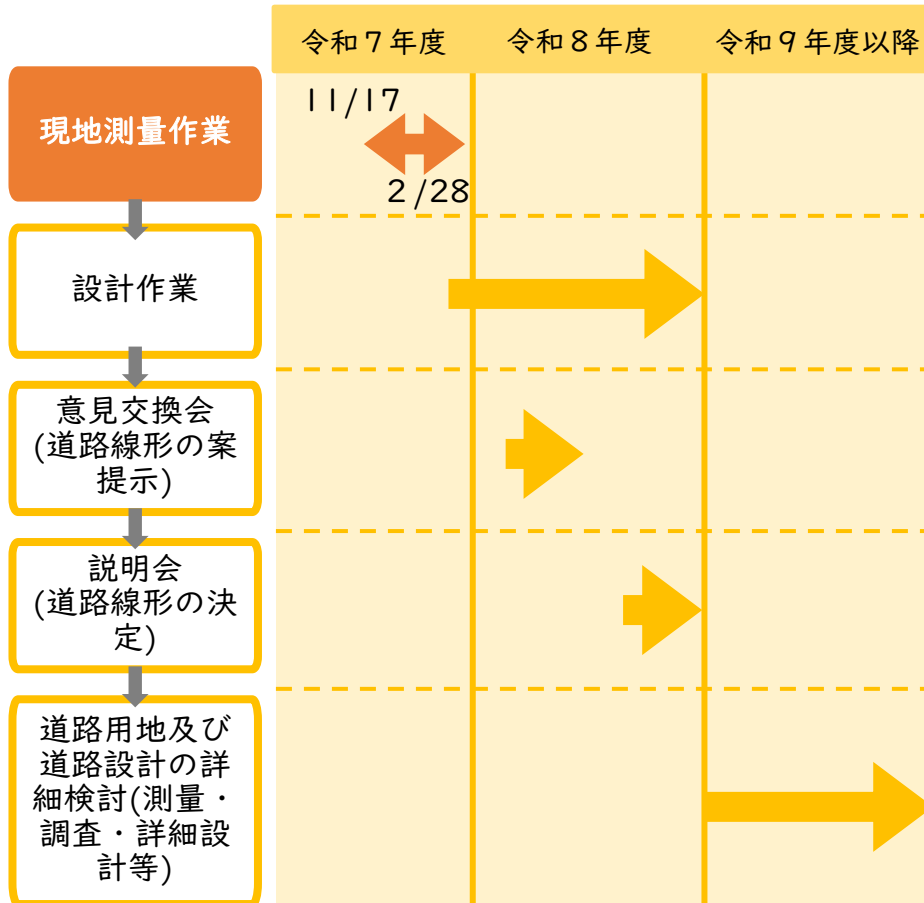 令和7年度 令和8年度 令和9年度以降
現地測量作業
11/17
2/28
設計作業
意見交換会
(道路線形の案
提示)
説明会
(道路線形の決
定)
道路用地及び
道路設計の詳
細検討(測量・
調査・詳細設
計等)